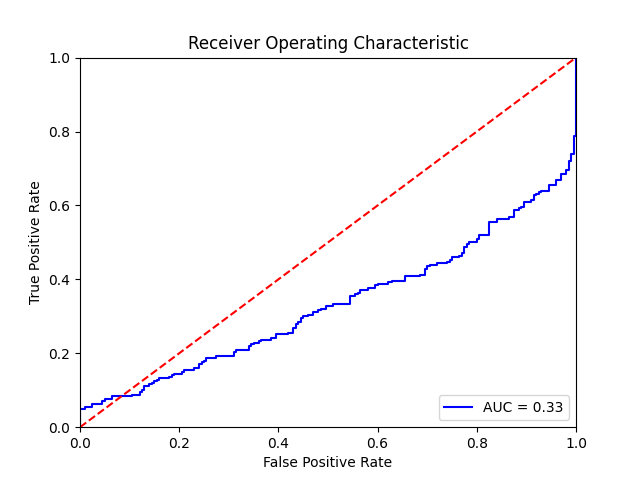 Receiver Operating Characteristic
1.0
0.8
0.6
0.4
0.2
0.0
True Positive Rate
AUC = 0.33
0.0 0.2 0.4 0.6 0.8 1.0
False Positive Rate